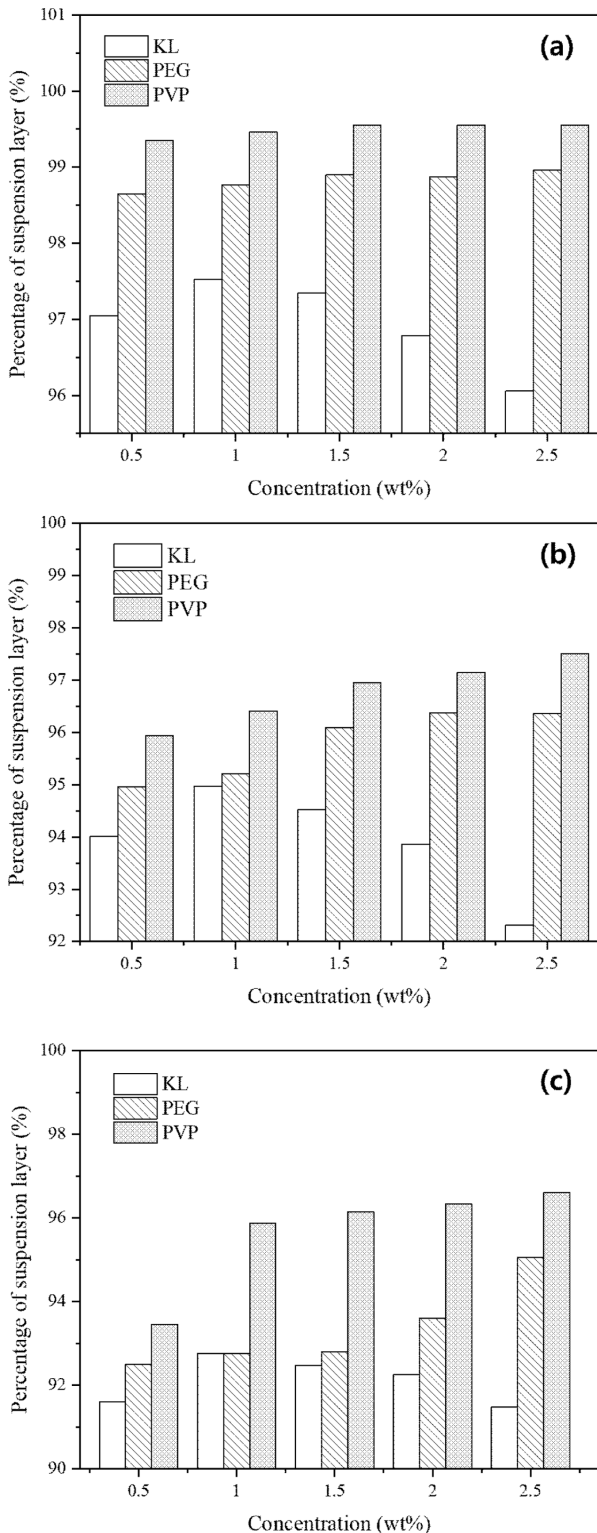 101
100
99
98
97
96
Percentage of suspension layer (%)
KL
PEG
PVP
(a)
0.5 1 1.5 2 2.5
Concentration (wt%)
100
99
98
97
96
95
94
93
92
Percentage of suspension layer (%)
KL
PEG
PVP
(b)
0.5 1 1.5 2 2.5
Concentration (wt%)
100
98
96
94
92
90
Percentage of suspension layer (%)
KL
PEG
PVP
(c)
0.5 1 1.5 2 2.5
Concentration (wt%)